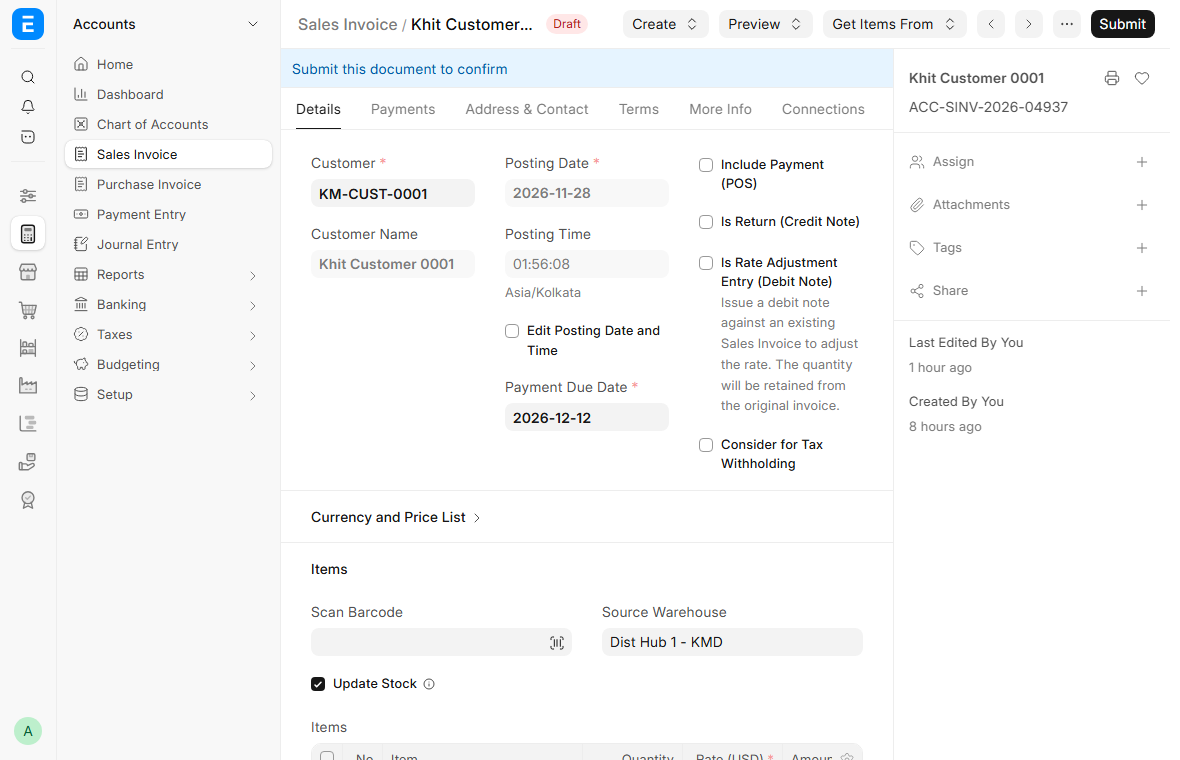 Accounts
Home
Dashboard
Chart of Accounts
Sales Invoice
Purchase Invoice
Payment Entry
Journal Entry
Reports
Banking
Taxes
Budgeting
Setup
A
Sales Invoice / Khit Customer...
Draft
Create
Preview
Get Items From
Submit
Submit this document to confirm
Details
Payments
Address & Contact
Terms
More Info
Connections
Customer *
KM-CUST-0001
Customer Name
Khit Customer 0001
Posting Date *
2026-11-28
Posting Time
01:56:08
Asia/Kolkata
Edit Posting Date and
Time
Payment Due Date *
2026-12-12
Include Payment
(POS)
Is Return (Credit Note)
Is Rate Adjustment
Entry (Debit Note)
Issue a debit note
against an existing
Sales Invoice to adjust
the rate. The quantity
will be retained from
the original invoice.
Consider for Tax
Withholding
Currency and Price List
Items
Scan Barcode
Source Warehouse
Dist Hub 1 - KMD
Update Stock
Items
No
Item
Quantity
Rate (USD) *
Amour
Khit Customer 0001
ACC-SINV-2026-04937
Assign
Attachments
Tags
Share
Last Edited By You
1 hour ago
Created By You
8 hours ago